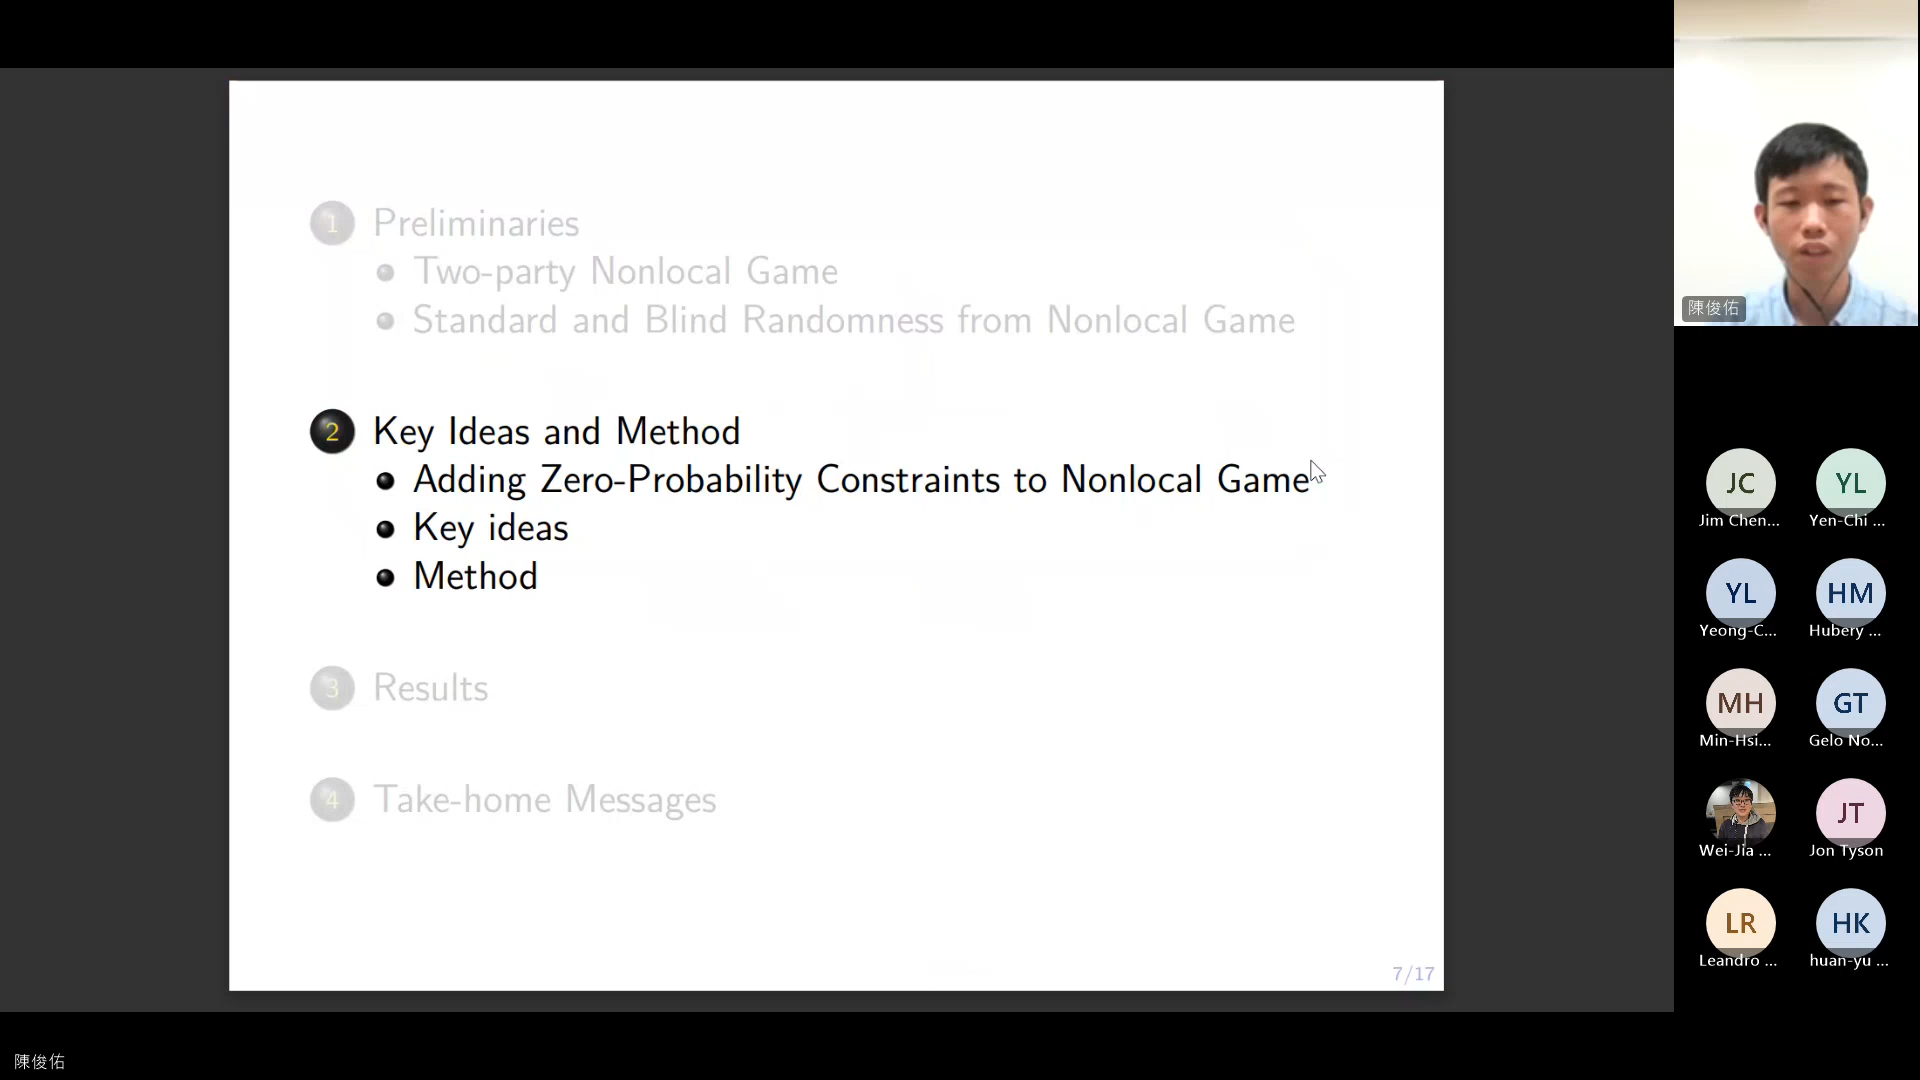 1 Preliminaries
Two-party Nonlocal Game
Standard and Blind Randomness from Nonlocal Game
2 Key Ideas and Method
Adding Zero-Probability Constraints to Nonlocal Game
Key ideas
Method
3 Results
4 Take-home Messages
7/17
陳俊佑
JC
Jim Chen...
YL
Yen-Chi ...
YL
Yeong-C...
HM
Hubery ...
MH
Min-Hsi...
GT
Gelo No...
Wei-Jia ...
JT
Jon Tyson
LR
Leandro ...
HK
huan-yu ...
陳俊佑